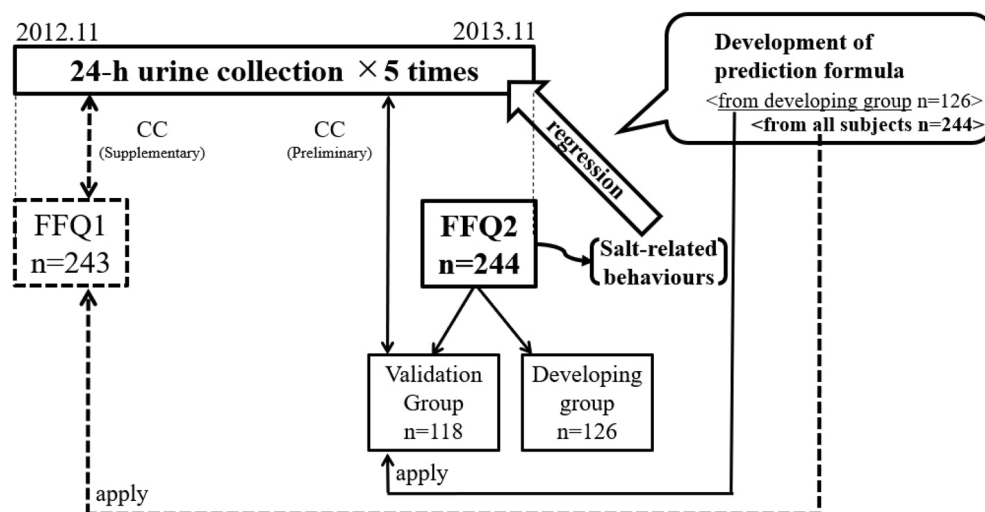 2012.11
2013.11
24-h urine collection ×5 times
Development of
prediction formula
<from developing group n=126>
<from all subjects n=244>
CC
(Supplementary)
CC
(Preliminary)
regression
FFQ1
n=243
FFQ2
n=244
Salt-related
behaviours
Validation
Group
n=118
Developing
group
n=126
apply
apply